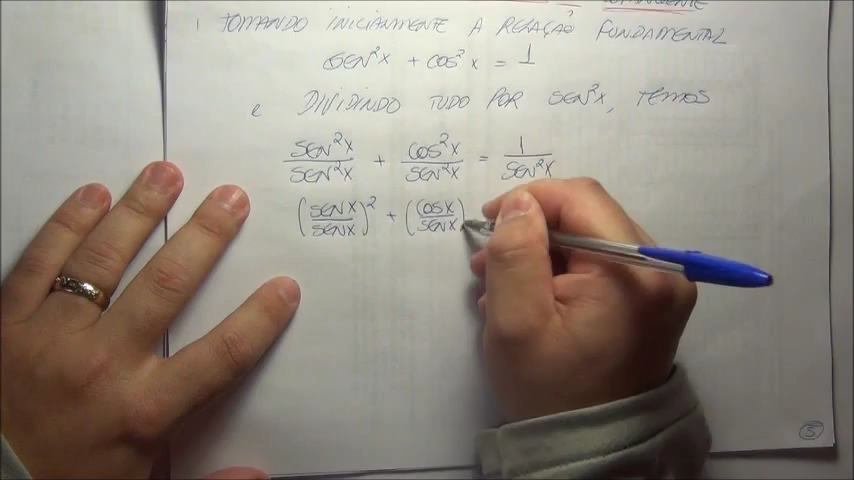 TOMANDO INICIALMENTE A RELAÇÃO FUNDAMENTAL
SEN²X + COS²X = 1
E DIVIDINDO TUDO POR SEN²X, TEMOS
SEN²X/SEN²X + COS²X/SEN²X = 1/SEN²X
(SENX/SENX)² + (COSX/SENX)
5